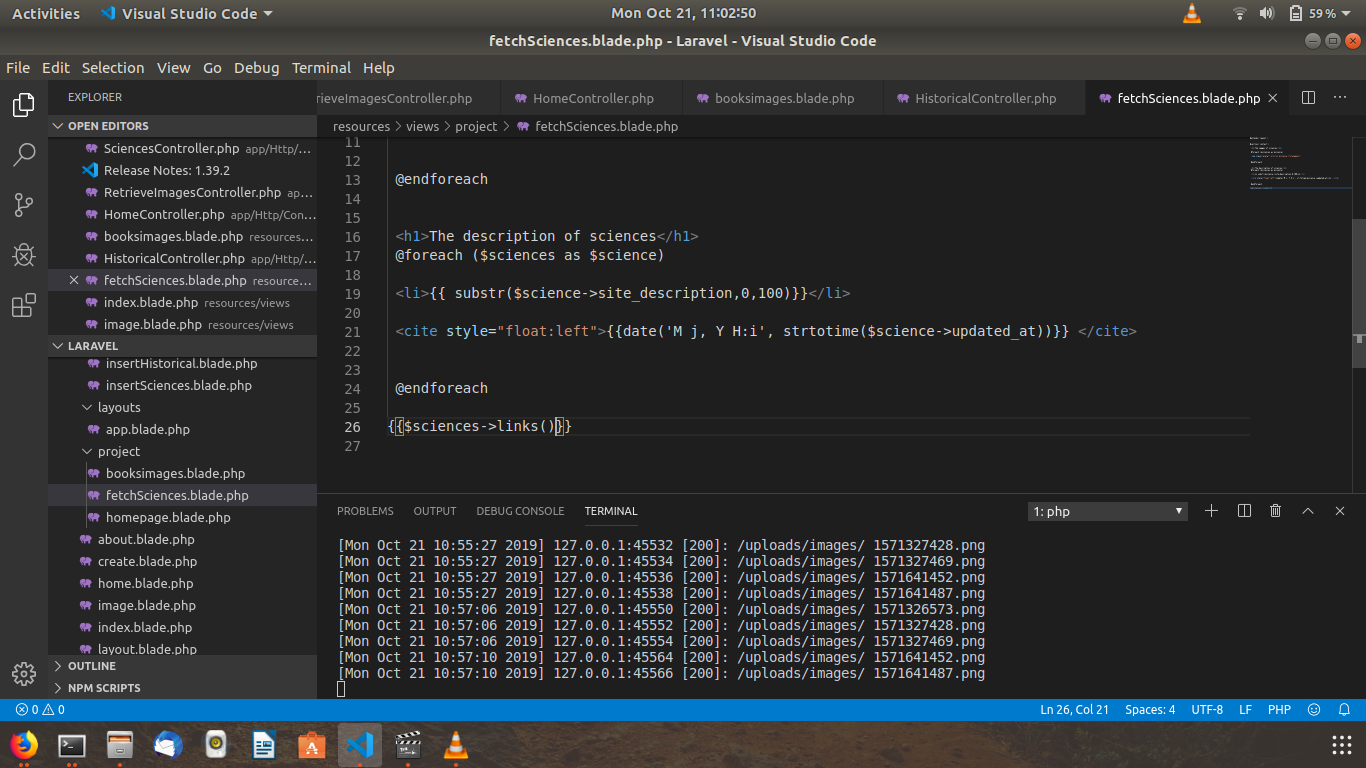 Activities Visual Studio Code Mon Oct 21, 11:02:50 59%
fetchSciences.blade.php - Laravel - Visual Studio Code
File Edit Selection View Go Debug Terminal Help
EXPLORER
OPEN EDITORS
SciencesController.php app/Http/...
Release Notes: 1.39.2
RetrieveImagesController.php ap...
HomeController.php app/Http/Con...
booksimages.blade.php resources...
HistoricalController.php app/Http/...
fetchSciences.blade.php resource...
index.blade.php resources/views
image.blade.php resources/views
LARAVEL
insertHistorical.blade.php
insertSciences.blade.php
layouts
app.blade.php
project
booksimages.blade.php
fetchSciences.blade.php
homepage.blade.php
about.blade.php
create.blade.php
home.blade.php
image.blade.php
index.blade.php
layout.blade.php
OUTLINE
NPM SCRIPTS
rieveImagesController.php HomeController.php booksimages.blade.php HistoricalController.php fetchSciences.blade.php
resources > views > project > fetchSciences.blade.php
11
12
13 @endforeach
14
15
16 <h1>The description of sciences</h1>
17 @foreach ($sciences as $science)
18
19 <li>{{ substr($science->site_description,0,100)}}</li>
20
21 <cite style="float:left">{{date('M j, Y H:i', strtotime($science->updated_at))}} </cite>
22
23
24 @endforeach
25
26 {{$sciences->links()}}
27
PROBLEMS OUTPUT DEBUG CONSOLE TERMINAL 1: php
[Mon Oct 21 10:55:27 2019] 127.0.0.1:45532 [200]: /uploads/images/ 1571327428.png
[Mon Oct 21 10:55:27 2019] 127.0.0.1:45534 [200]: /uploads/images/ 1571327469.png
[Mon Oct 21 10:55:27 2019] 127.0.0.1:45536 [200]: /uploads/images/ 1571641452.png
[Mon Oct 21 10:55:27 2019] 127.0.0.1:45538 [200]: /uploads/images/ 1571641487.png
[Mon Oct 21 10:57:06 2019] 127.0.0.1:45550 [200]: /uploads/images/ 1571326573.png
[Mon Oct 21 10:57:06 2019] 127.0.0.1:45552 [200]: /uploads/images/ 1571327428.png
[Mon Oct 21 10:57:06 2019] 127.0.0.1:45554 [200]: /uploads/images/ 1571327469.png
[Mon Oct 21 10:57:10 2019] 127.0.0.1:45564 [200]: /uploads/images/ 1571641452.png
[Mon Oct 21 10:57:10 2019] 127.0.0.1:45566 [200]: /uploads/images/ 1571641487.png
0 0 Ln 26, Col 21 Spaces: 4 UTF-8 LF PHP